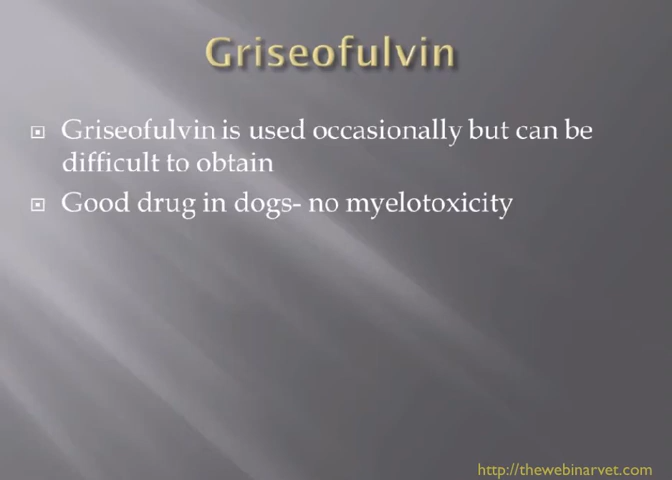 Griseofulvin
Griseofulvin is used occasionally but can be
difficult to obtain
Good drug in dogs- no myelotoxicity
http://thewebinarvet.com